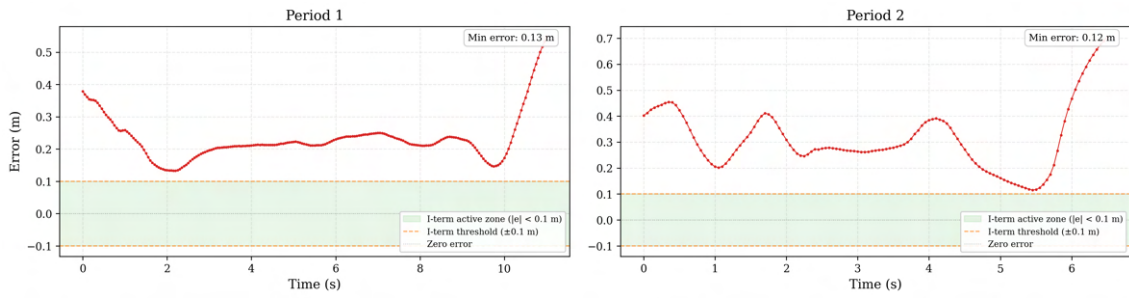 Period 1
Min error: 0.13 m
Error (m)
0.5
0.4
0.3
0.2
0.1
0.0
−0.1
I-term active zone (|e| < 0.1 m)
I-term threshold (±0.1 m)
Zero error
0 2 4 6 8 10
Time (s)
Period 2
Min error: 0.12 m
0.7
0.6
0.5
0.4
0.3
0.2
0.1
0.0
−0.1
I-term active zone (|e| < 0.1 m)
I-term threshold (±0.1 m)
Zero error
0 1 2 3 4 5 6
Time (s)